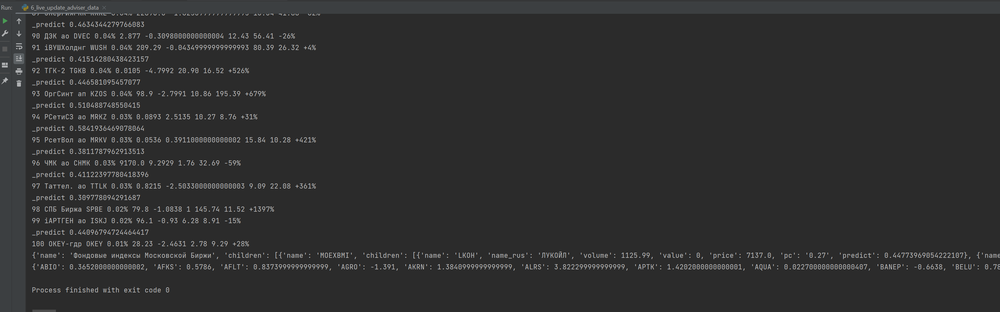 Run: 6_live_update_adviser_data
_predict 0.4634344279766083
90 ДЭК ао DVEC 0.04% 2.877 -0.3098000000000004 12.43 56.41 -26%
91 iВУШХолднг WUSH 0.04% 209.29 -0.04349999999999993 80.39 26.32 +4%
_predict 0.41514280438423157
92 ТГК-2 TGKB 0.04% 0.0105 -4.7992 20.90 16.52 +526%
_predict 0.446581095457077
93 ОргСинт ап KZOS 0.04% 98.9 -2.7991 10.86 195.39 +679%
_predict 0.510488748550415
94 РСетиСЗ ао MRKZ 0.03% 0.0893 2.5135 10.27 8.76 +31%
_predict 0.5841936469078064
95 РсетВол ао MRKV 0.03% 0.0536 0.3911000000000002 15.84 10.28 +421%
_predict 0.3811787962913513
96 ЧМК ао CHMK 0.03% 9170.0 9.2929 1.76 32.69 -59%
_predict 0.41122397780418396
97 Таттел. ао TTLK 0.03% 0.8215 -2.5033000000000003 9.09 22.08 +361%
_predict 0.309778094291687
98 СПБ Биржа SPBE 0.02% 79.8 -1.0838 1 145.74 11.52 +1397%
99 iАРТГЕН ао ISKJ 0.02% 96.1 -0.93 6.28 8.91 -15%
_predict 0.44096794724464417
100 OKEY-гдр OKEY 0.01% 28.23 -2.4631 2.78 9.29 +28%
{'name': 'Фондовые индексы Московской Биржи', 'children': [{'name': 'MOEXBMI', 'children': [{'name': 'LKOH', 'name_rus': 'ЛУКОЙЛ', 'volume': 1125.99, 'value': 0, 'price': 7137.0, 'pc': '0.27', 'predict': 0.44773969054222107}, {'name
{'ABIO': 0.3652000000000002, 'AFKS': 0.5786, 'AFLT': 0.8373999999999999, 'AGRO': -1.391, 'AKRN': 1.3840999999999999, 'ALRS': 3.822299999999999, 'APTK': 1.4202000000000001, 'AQUA': 0.022700000000000407, 'BANEP': -0.6638, 'BELU': 0.78
Process finished with exit code 0